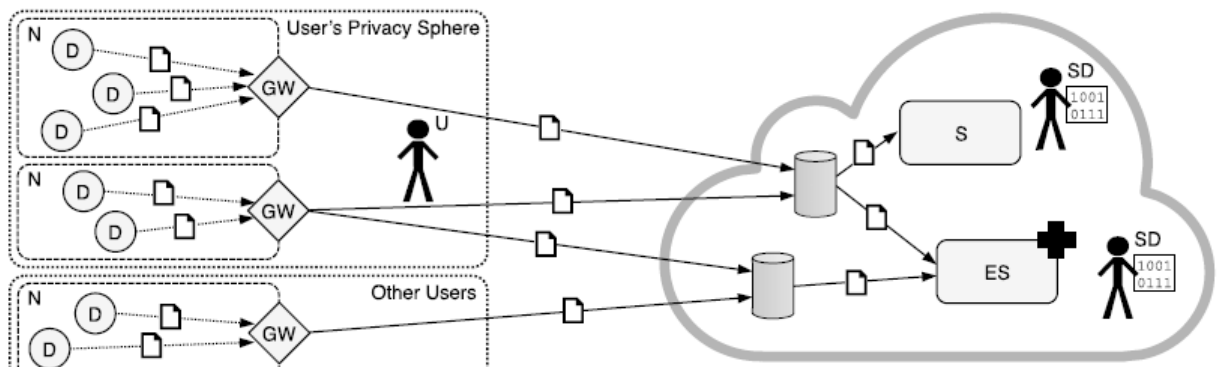 N
User's Privacy Sphere
D
GW
D
D
U
N
D
GW
D
N
Other Users
D
GW
D
S
SD
1001
0111
ES
SD
1001
0111